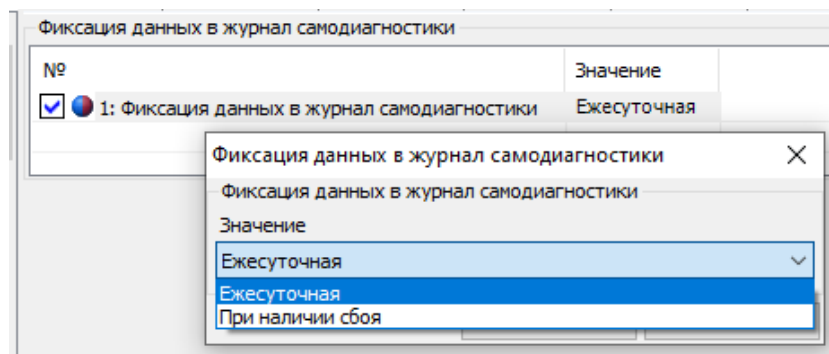 Фиксация данных в журнал самодиагностики
№ Значение
1: Фиксация данных в журнал самодиагностики Ежесуточная
Фиксация данных в журнал самодиагностики
Фиксация данных в журнал самодиагностики
Значение
Ежесуточная
Ежесуточная
При наличии сбоя